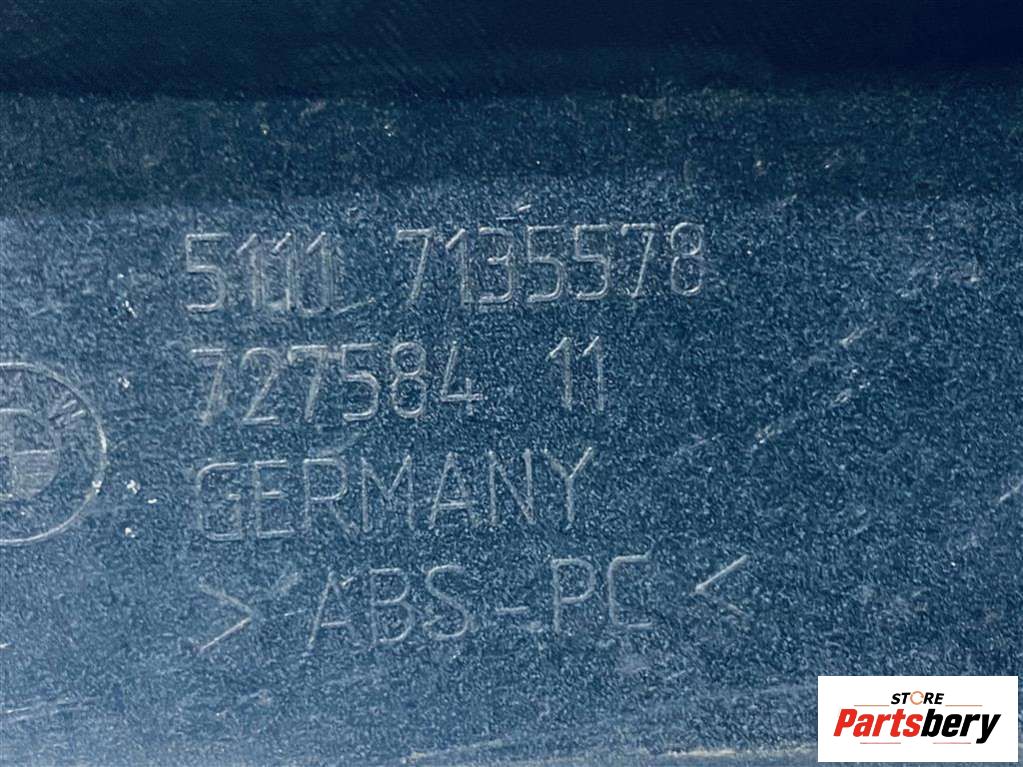 5111 7135578
727584 11
GERMANY
>ABS-PC<
STORE
Partsbery